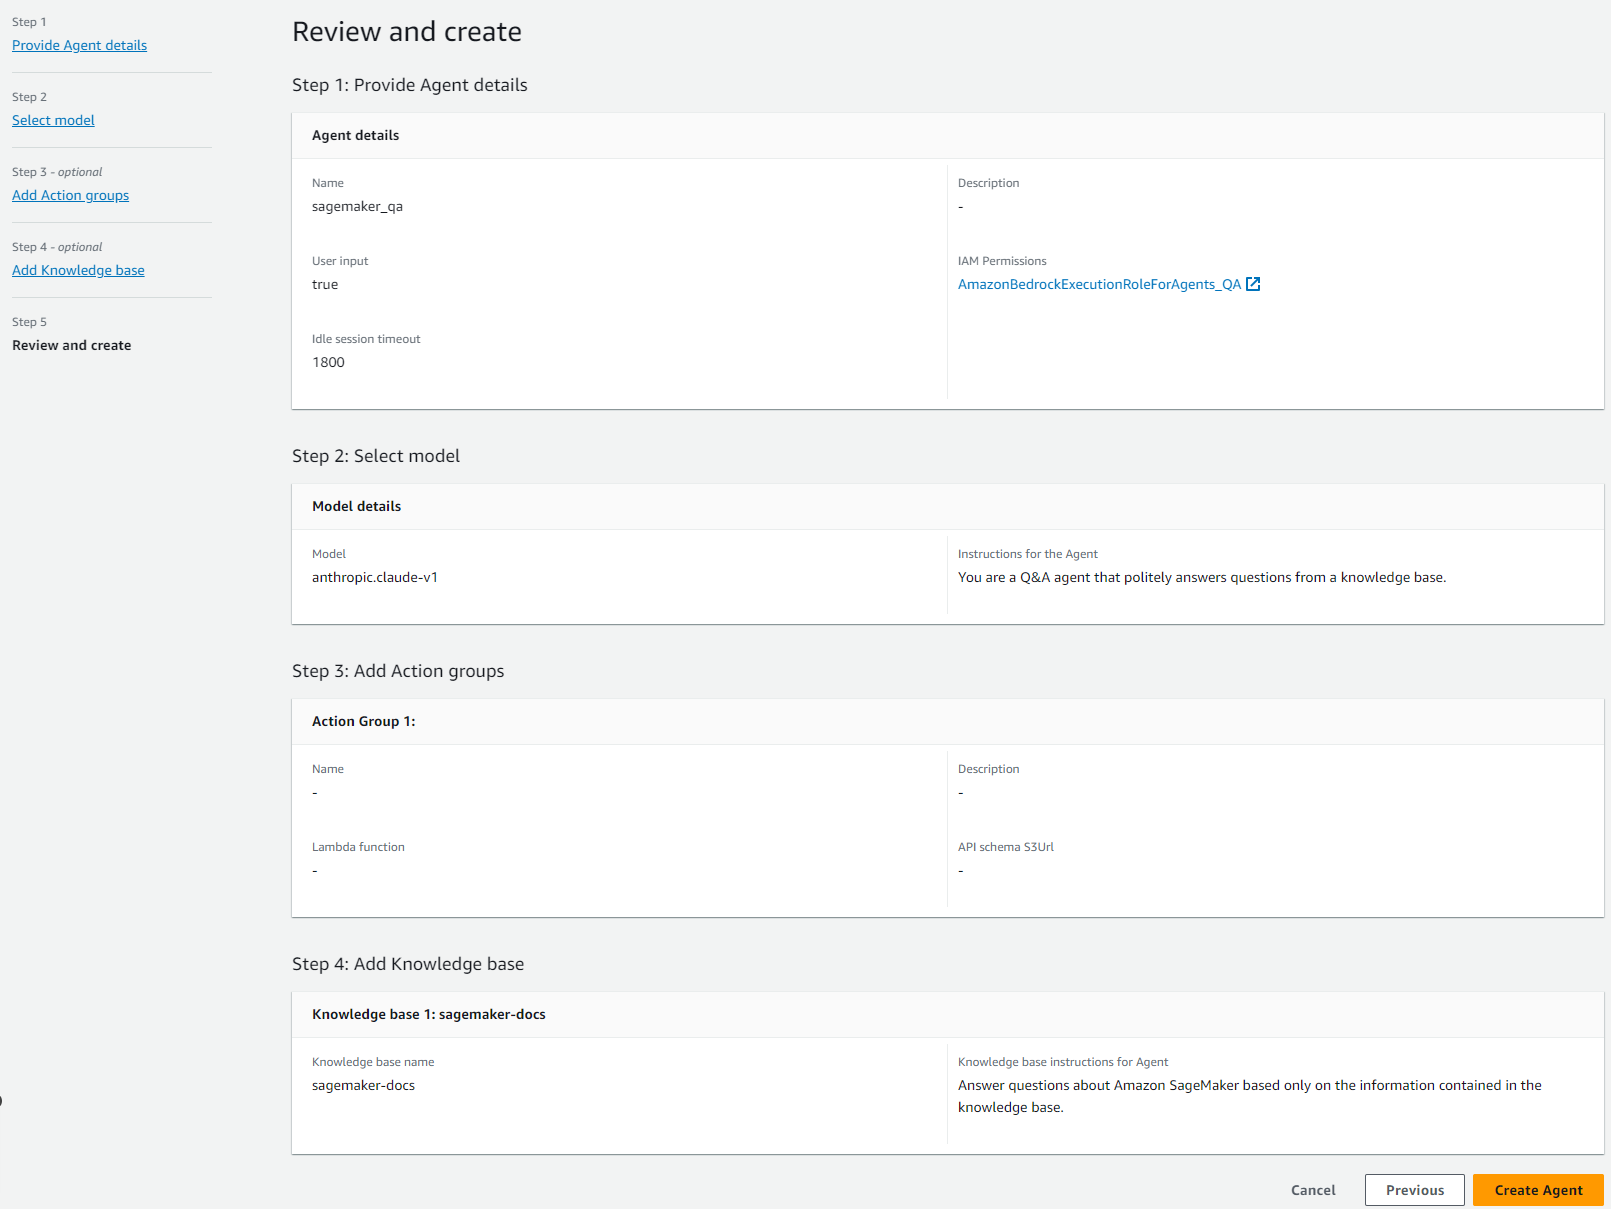 Step 1
Provide Agent details
Step 2
Select model
Step 3 - optional
Add Action groups
Step 4 - optional
Add Knowledge base
Step 5
Review and create
Review and create
Step 1: Provide Agent details
Agent details
Name
sagemaker_qa
Description
-
User input
true
IAM Permissions
AmazonBedrockExecutionRoleForAgents_QA
Idle session timeout
1800
Step 2: Select model
Model details
Model
anthropic.claude-v1
Instructions for the Agent
You are a Q&A agent that politely answers questions from a knowledge base.
Step 3: Add Action groups
Action Group 1:
Name
-
Description
-
Lambda function
-
API schema S3Url
-
Step 4: Add Knowledge base
Knowledge base 1: sagemaker-docs
Knowledge base name
sagemaker-docs
Knowledge base instructions for Agent
Answer questions about Amazon SageMaker based only on the information contained in the
knowledge base.
Cancel
Previous
Create Agent